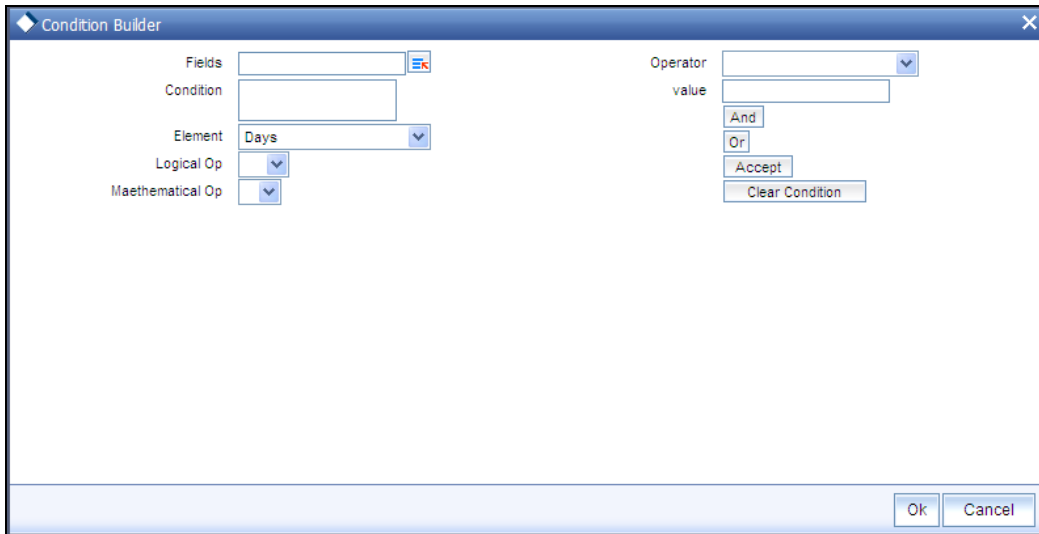 Condition Builder
Fields
Operator
Condition
value
And
Element Days
Or
Logical Op
Accept
Maethematical Op
Clear Condition
Ok Cancel